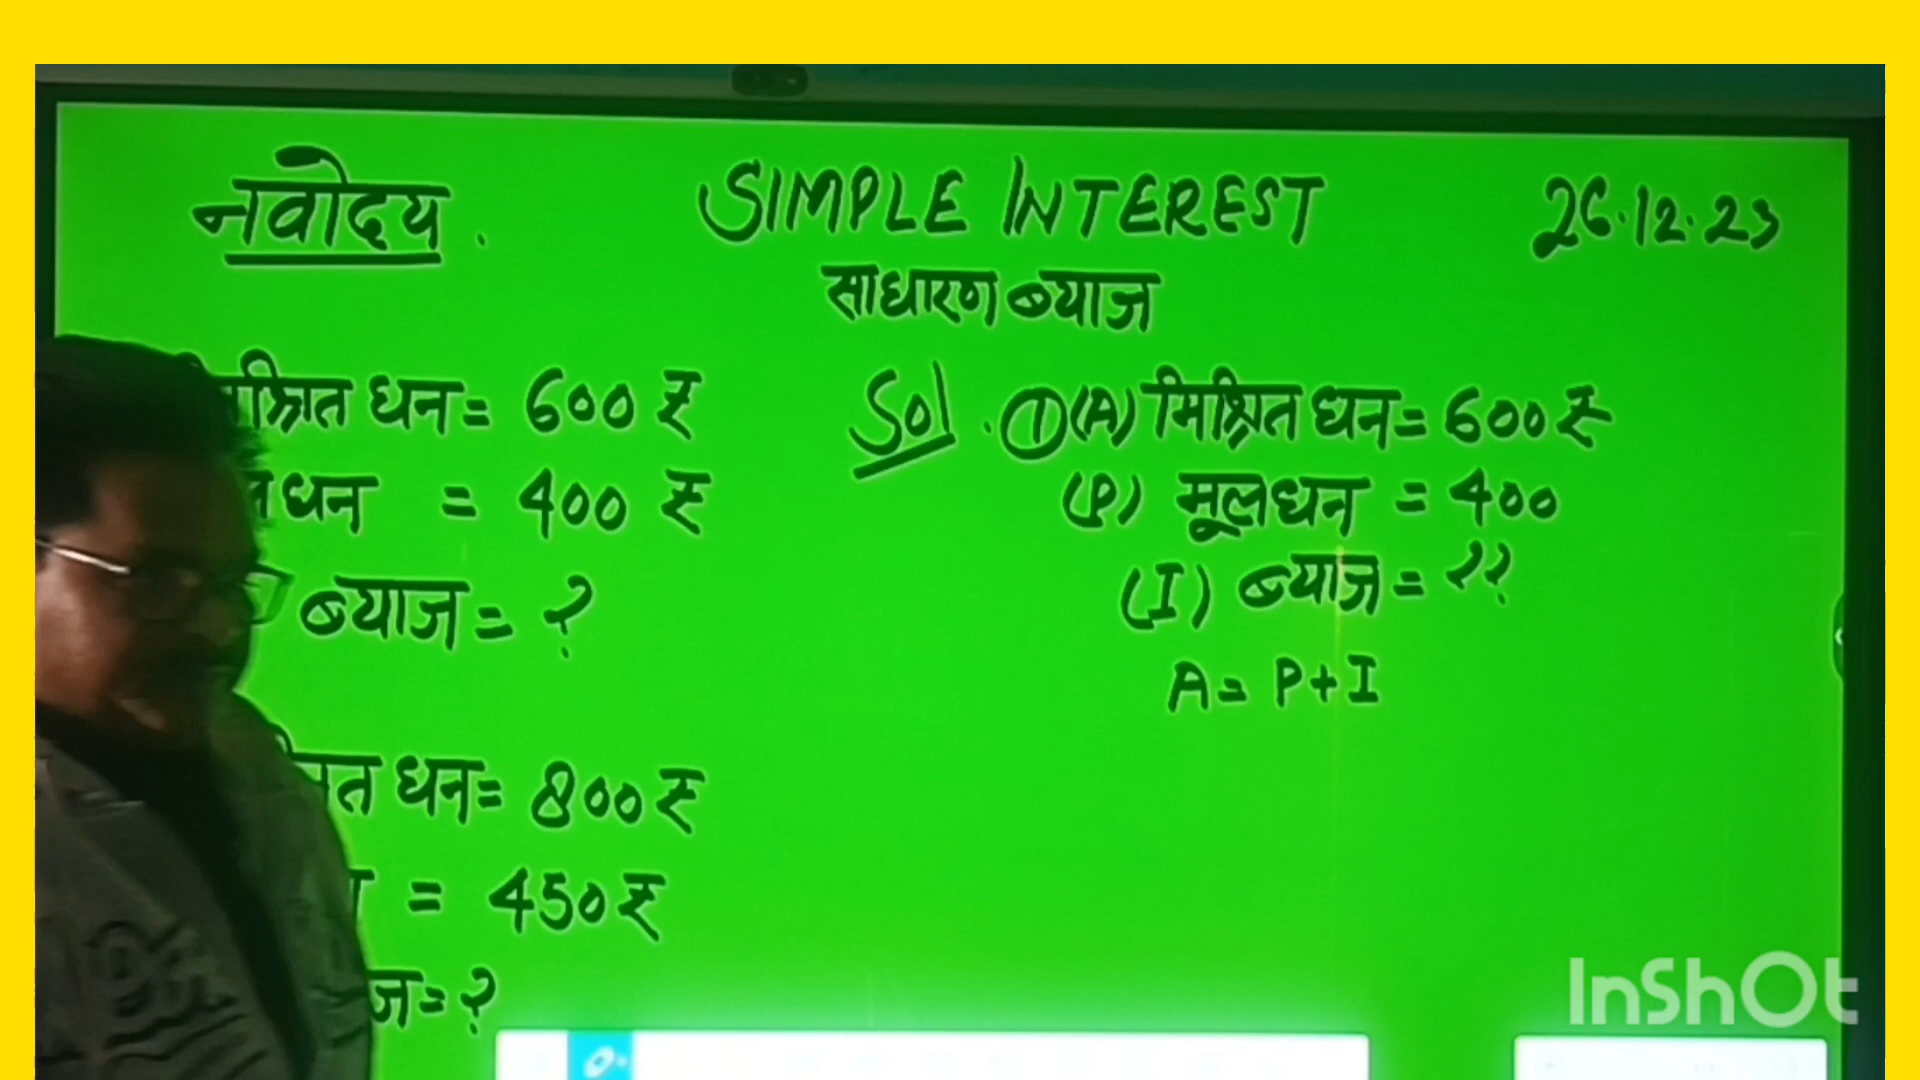 नवोदय.
SIMPLE INTEREST
26.12.23
साधारण ब्याज
धन = 600 ₹
धन = 400 ₹
ब्याज = ?
धन = 800 ₹
= 450 ₹
= ?
Sol. ① (A) मिश्रित धन = 600 ₹
(P) मूलधन = 400
(I) ब्याज = ??
A = P+I
InShOt